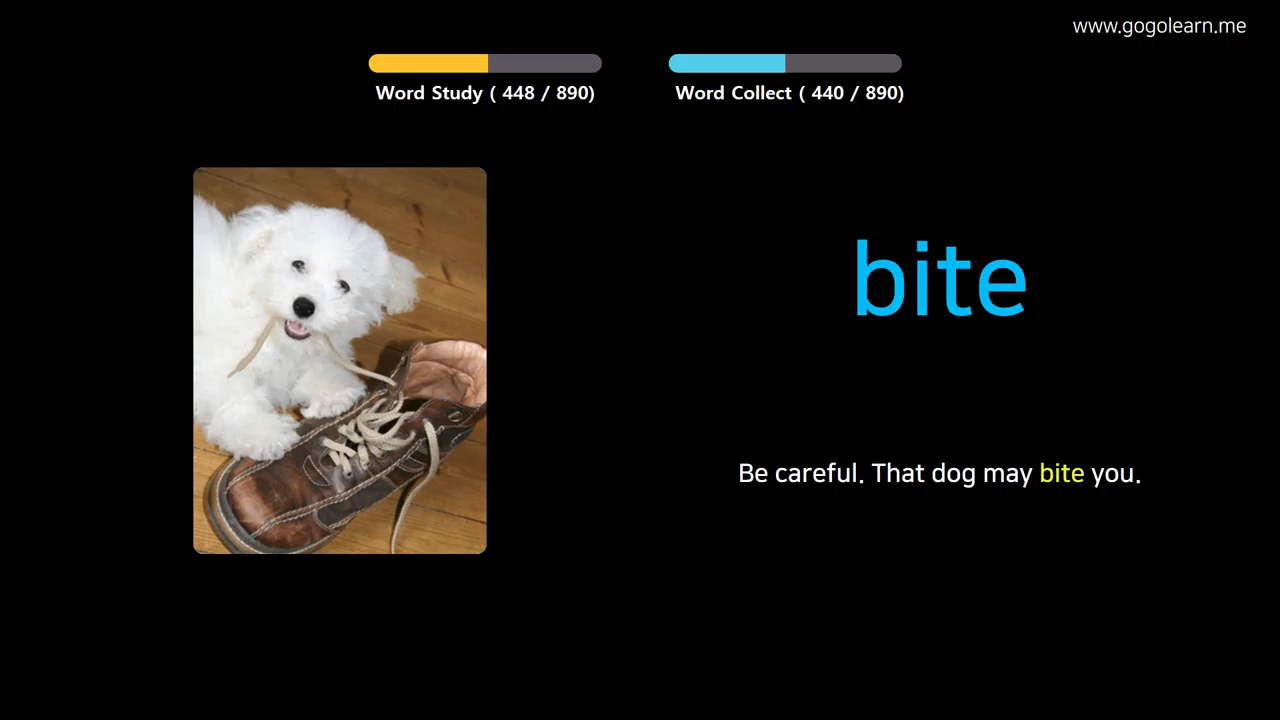 www.gogolearn.me
Word Study ( 448 / 890)
Word Collect ( 440 / 890)
bite
Be careful. That dog may bite you.